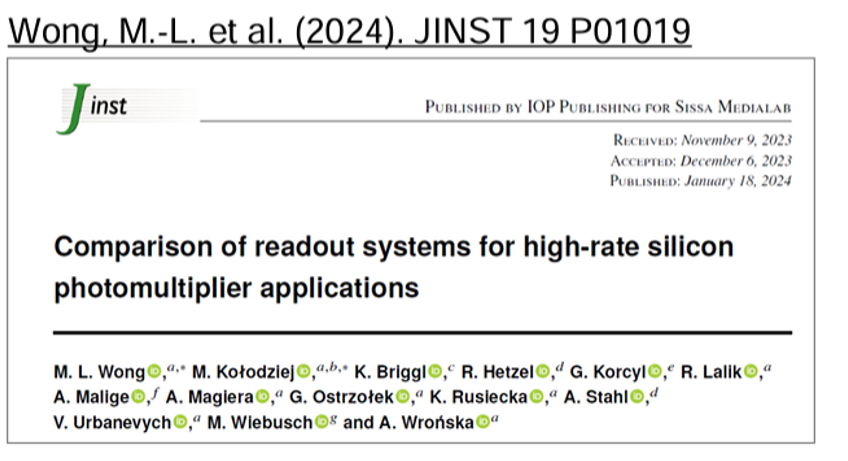 Wong, M.-L. et al. (2024). JINST 19 P01019
Jinst
Published by IOP Publishing for Sissa Medialab
Received: November 9, 2023
Accepted: December 6, 2023
Published: January 18, 2024
Comparison of readout systems for high-rate silicon
photomultiplier applications
M. L. Wong,a,* M. Kołodziej,a,b,* K. Briggl,c R. Hetzel,d G. Korcyl,e R. Lalik,a
A. Malige,f A. Magiera,a G. Ostrzołek,a K. Rusiecka,a A. Stahl,d
V. Urbanevych,a M. Wiebusch g and A. Wrońska a